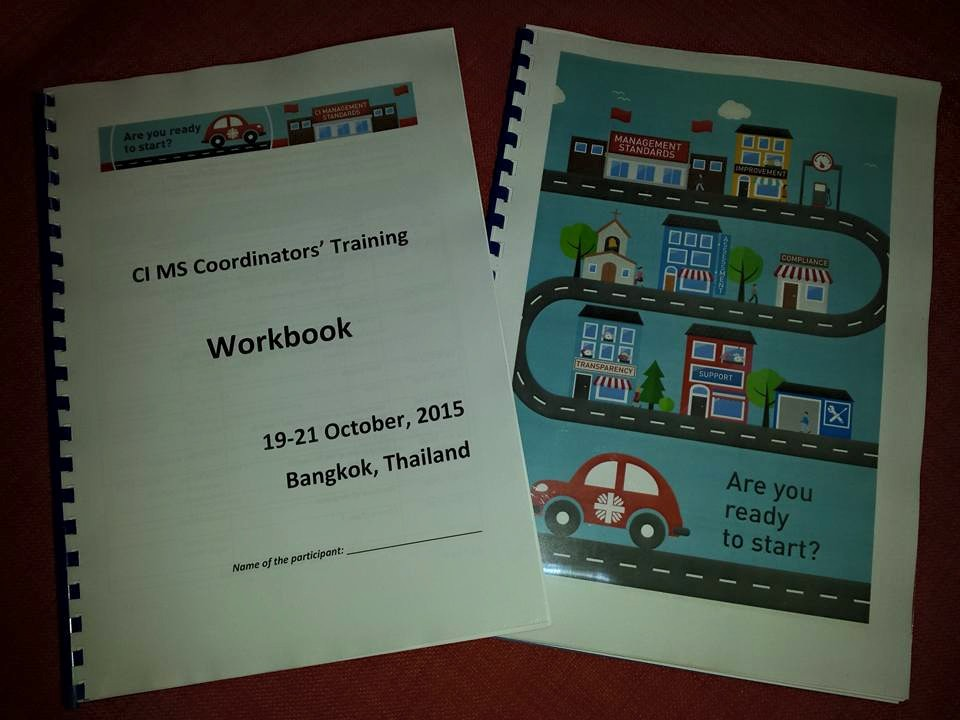 Are you ready
to start?
CI MANAGEMENT
STANDARDS
CI MS Coordinators' Training
Workbook
19-21 October, 2015
Bangkok, Thailand
Name of the participant: 
MANAGEMENT
STANDARDS
IMPROVEMENT
ASSESSMENT
COMPLIANCE
TRANSPARENCY
SUPPORT
Are you
ready
to start?